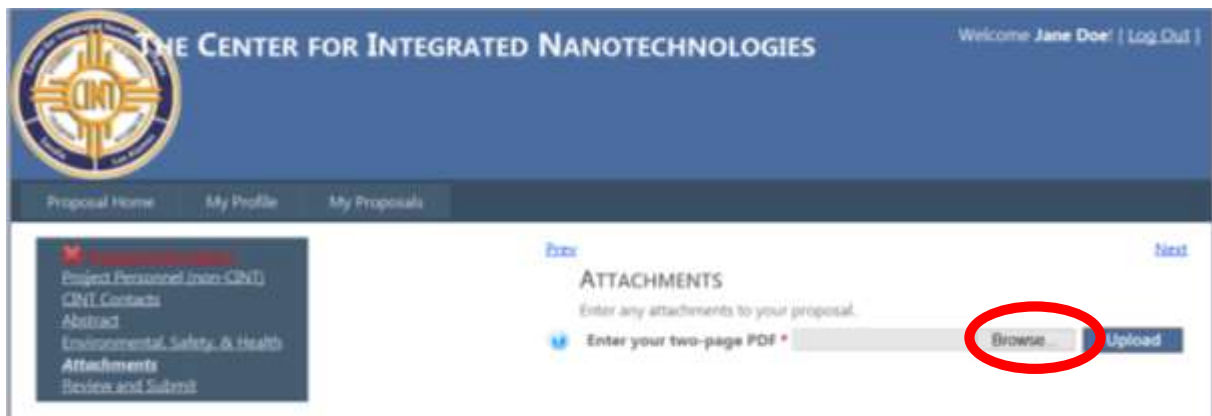 THE CENTER FOR INTEGRATED NANOTECHNOLOGIES
Welcome Jane Doe! [ Log Out ]
CINT
Proposal Home My Profile My Proposals
Prev Next
Project Personnel (non-CINT)
CINT Contacts
Abstract
Environmental, Safety, & Health
Attachments
Review and Submit
ATTACHMENTS
Enter any attachments to your proposal.
Enter your two-page PDF * Browse... Upload